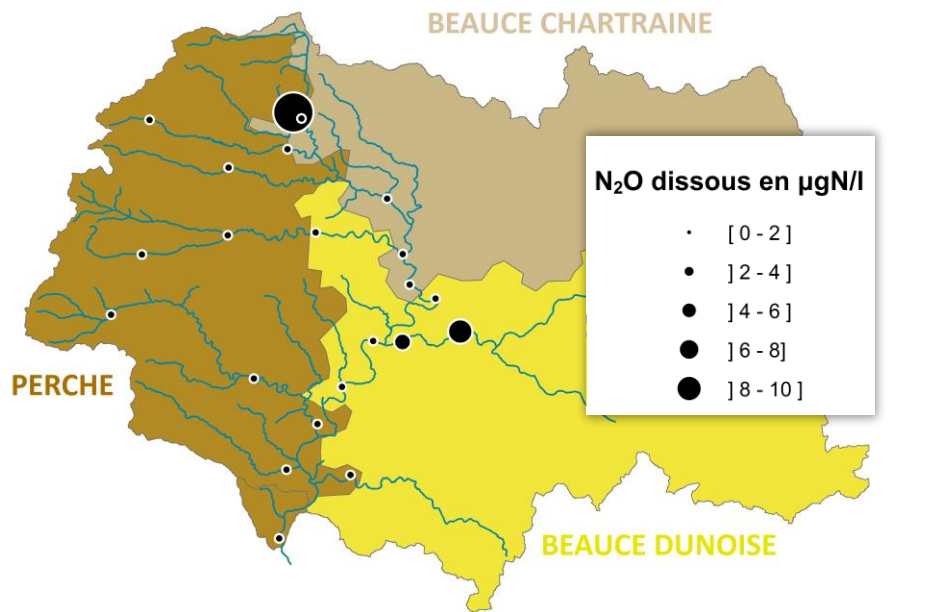 BEAUCE CHARTRAINE
N₂O dissous en µgN/l
[ 0 - 2 ]
] 2 - 4 ]
]4 - 6 ]
]6 - 8]
]8 - 10 ]
PERCHE
BEAUCE DUNOISE